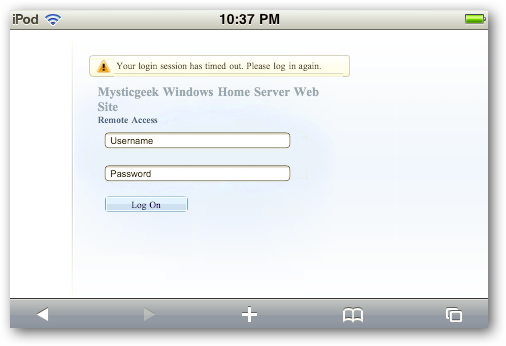 iPod 10:37 PM
Your login session has timed out. Please log in again.
Mysticgeek Windows Home Server Web
Site
Remote Access
Username
Password
Log On